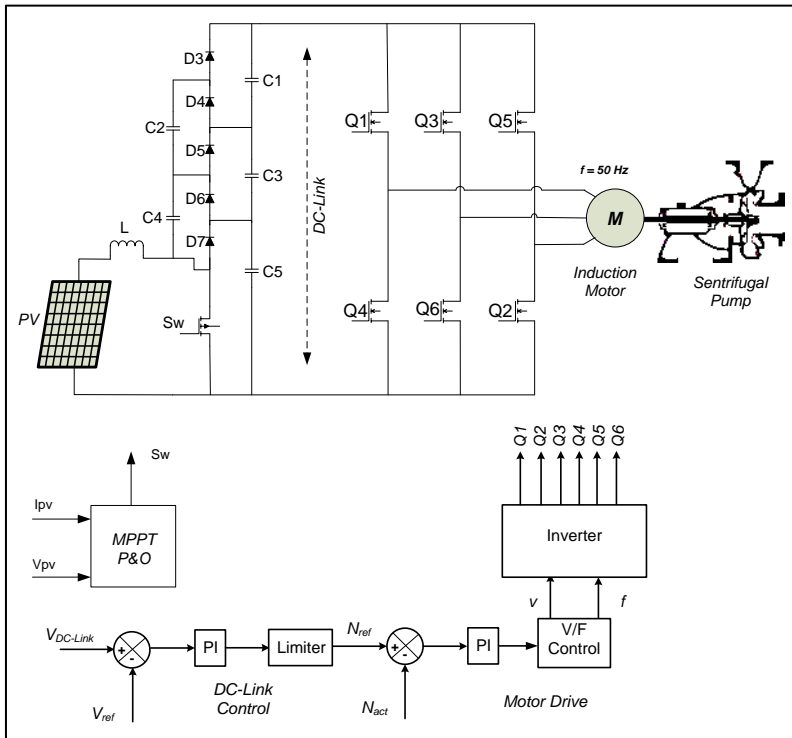 D3
C1
D4
C2
D5
Q1
Q3
Q5
DC-Link
f = 50 Hz
C3
D6
C4
M
L
D7
C5
Induction
Motor
Sentrifugal
Pump
PV
Sw
Q4
Q6
Q2
Q1
Q2
Q3
Q4
Q5
Q6
Sw
Ipv
MPPT
P&O
Vpv
Inverter
v
f
VDC-Link
+
-
PI
Limiter
Nref
+
-
PI
V/F
Control
DC-Link
Control
Motor Drive
Vref
Nact